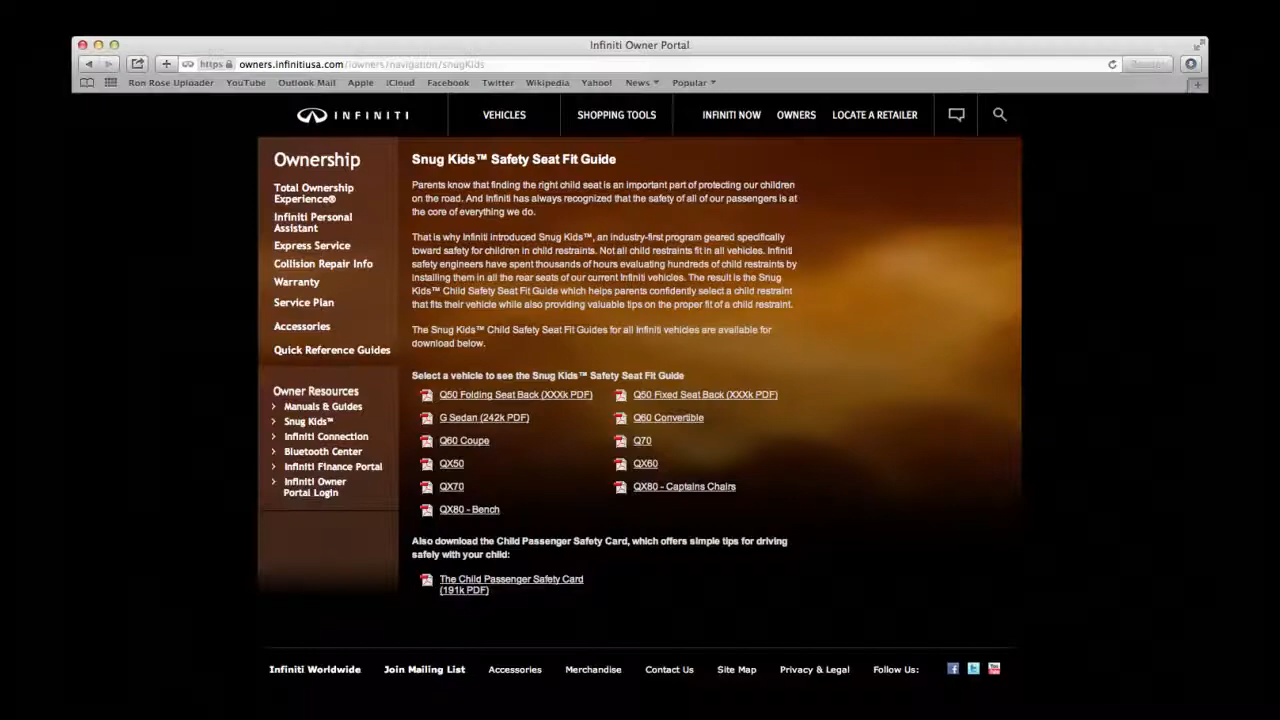 Infiniti Owner Portal
https owners.infinitiusa.com/iowners/navigation/snugKids
Ron Rose Uploader YouTube Outlook Mail Apple iCloud Facebook Twitter Wikipedia Yahoo! News Popular
INFINITI VEHICLES SHOPPING TOOLS INFINITI NOW OWNERS LOCATE A RETAILER
Ownership
Total Ownership
Experience®
Infiniti Personal
Assistant
Express Service
Collision Repair Info
Warranty
Service Plan
Accessories
Quick Reference Guides
Owner Resources
Manuals & Guides
Snug Kids™
Infiniti Connection
Bluetooth Center
Infiniti Finance Portal
Infiniti Owner
Portal Login
Snug Kids™ Safety Seat Fit Guide
Parents know that finding the right child seat is an important part of protecting our children
on the road. And Infiniti has always recognized that the safety of all of our passengers is at
the core of everything we do.
That is why Infiniti introduced Snug Kids™, an industry-first program geared specifically
toward safety for children in child restraints. Not all child restraints fit in all vehicles. Infiniti
safety engineers have spent thousands of hours evaluating hundreds of child restraints by
installing them in all the rear seats of our current Infiniti vehicles. The result is the Snug
Kids™ Child Safety Seat Fit Guide which helps parents confidently select a child restraint
that fits their vehicle while also providing valuable tips on the proper fit of a child restraint.
The Snug Kids™ Child Safety Seat Fit Guides for all Infiniti vehicles are available for
download below.
Select a vehicle to see the Snug Kids™ Safety Seat Fit Guide
Q50 Folding Seat Back (XXXk PDF) Q50 Fixed Seat Back (XXXk PDF)
G Sedan (242k PDF) Q60 Convertible
Q60 Coupe Q70
QX50 QX60
QX70 QX80 - Captains Chairs
QX80 - Bench
Also download the Child Passenger Safety Card, which offers simple tips for driving
safely with your child:
The Child Passenger Safety Card
(191k PDF)
Infiniti Worldwide Join Mailing List Accessories Merchandise Contact Us Site Map Privacy & Legal Follow Us: